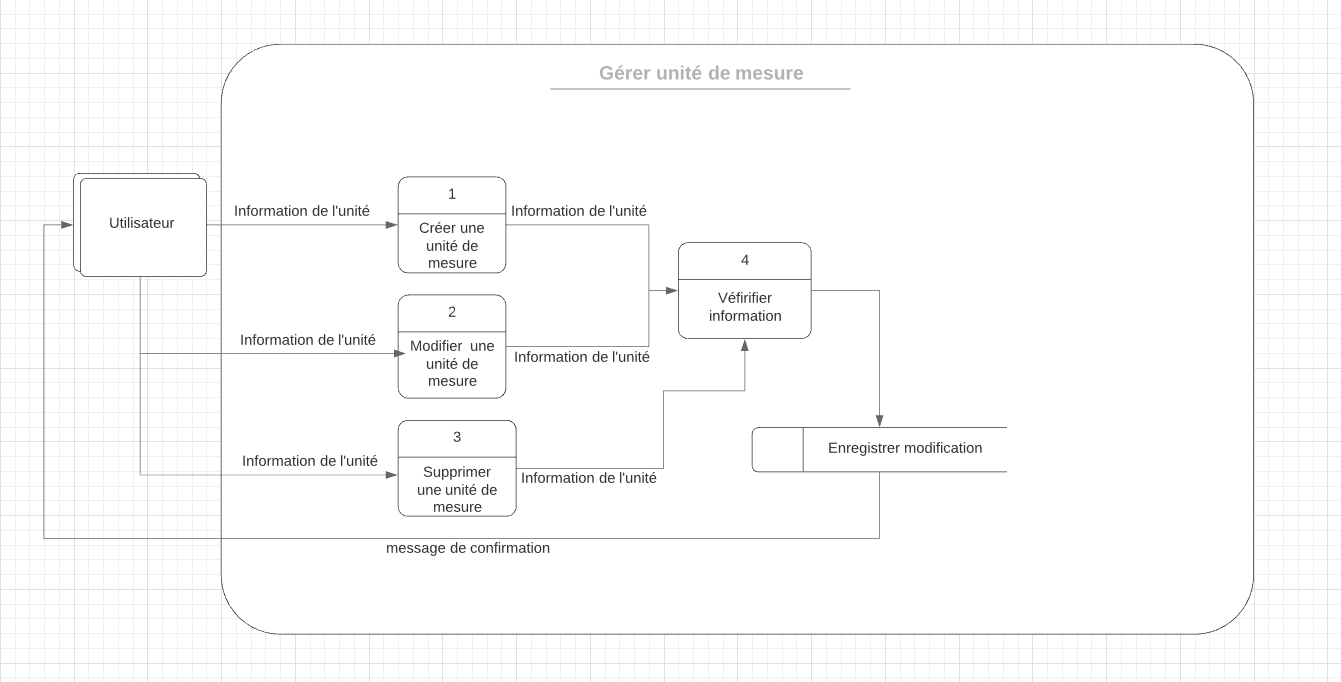 Gérer unité de mesure
Utilisateur
Information de l'unité
1
Créer une
unité de
mesure
Information de l'unité
4
Véfirifier
information
Information de l'unité
2
Modifier  une
unité de
mesure
Information de l'unité
Information de l'unité
3
Supprimer
une unité de
mesure
Information de l'unité
Enregistrer modification
message de confirmation